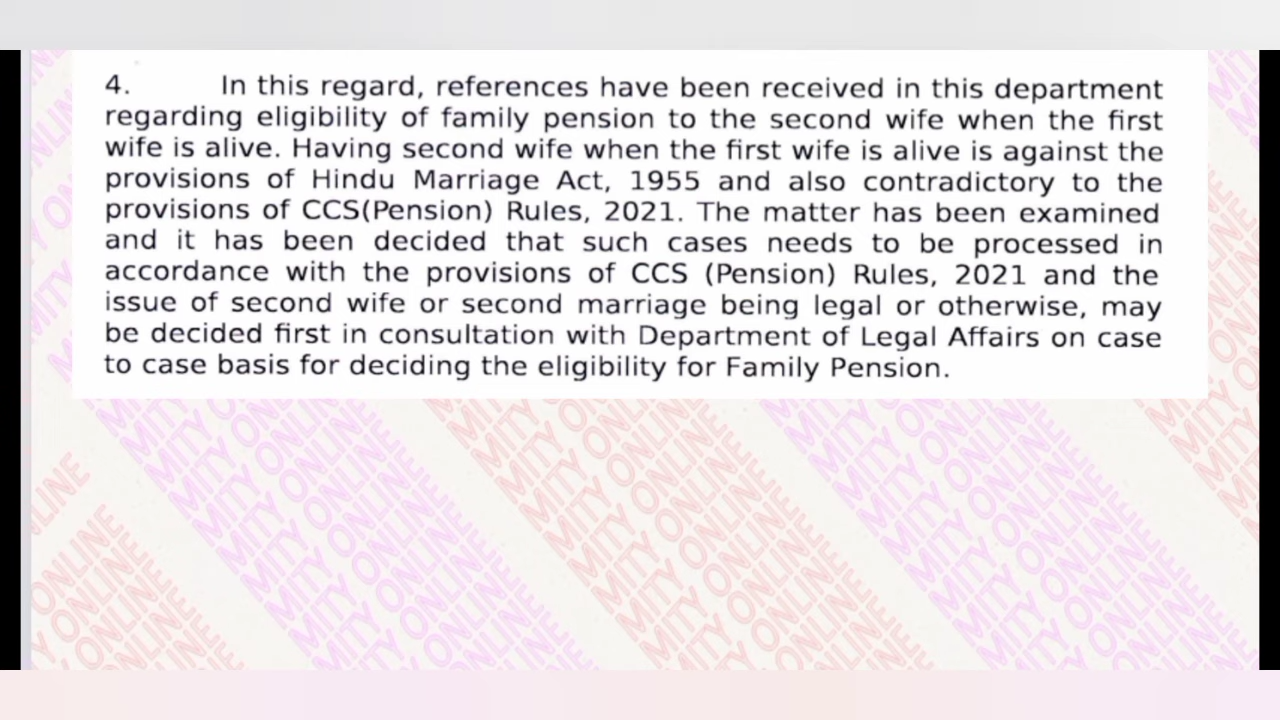 4. In this regard, references have been received in this department
regarding eligibility of family pension to the second wife when the first
wife is alive. Having second wife when the first wife is alive is against the
provisions of Hindu Marriage Act, 1955 and also contradictory to the
provisions of CCS(Pension) Rules, 2021. The matter has been examined
and it has been decided that such cases needs to be processed in
accordance with the provisions of CCS (Pension) Rules, 2021 and the
issue of second wife or second marriage being legal or otherwise, may
be decided first in consultation with Department of Legal Affairs on case
to case basis for deciding the eligibility for Family Pension.